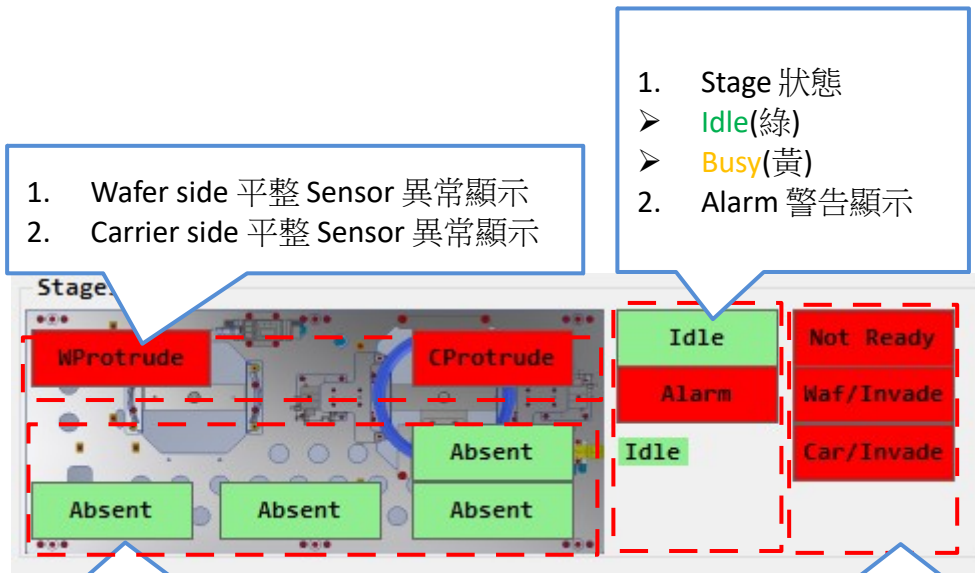 1. Stage 狀態
➢ Idle(綠)
➢ Busy(黃)
2. Alarm 警告顯示
1. Wafer side 平整 Sensor 異常顯示
2. Carrier side 平整 Sensor 異常顯示
Stage
WProtrude
CProtrude
Idle
Not Ready
Alarm
Waf/Invade
Absent
Idle
Car/Invade
Absent
Absent
Absent